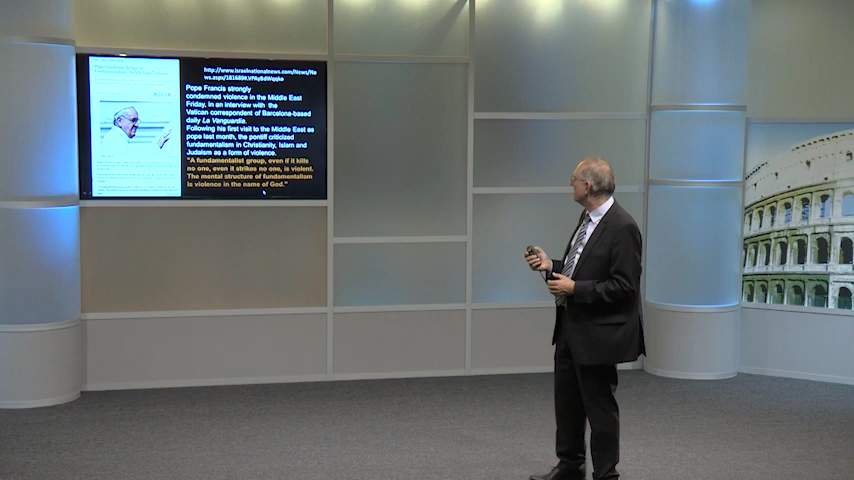 http://www.israelnationalnews.com/News/Ne
ws.aspx/181689#.VPAyBdWqqko
Pope Francis strongly
condemned violence in the Middle East
Friday, in an interview with the
Vatican correspondent of Barcelona-based
daily La Vanguardia.
Following his first visit to the Middle East as
pope last month, the pontiff criticized
fundamentalism in Christianity, Islam and
Judaism as a form of violence.
"A fundamentalist group, even if it kills
no one, even it strikes no one, is violent.
The mental structure of fundamentalism
is violence in the name of God."